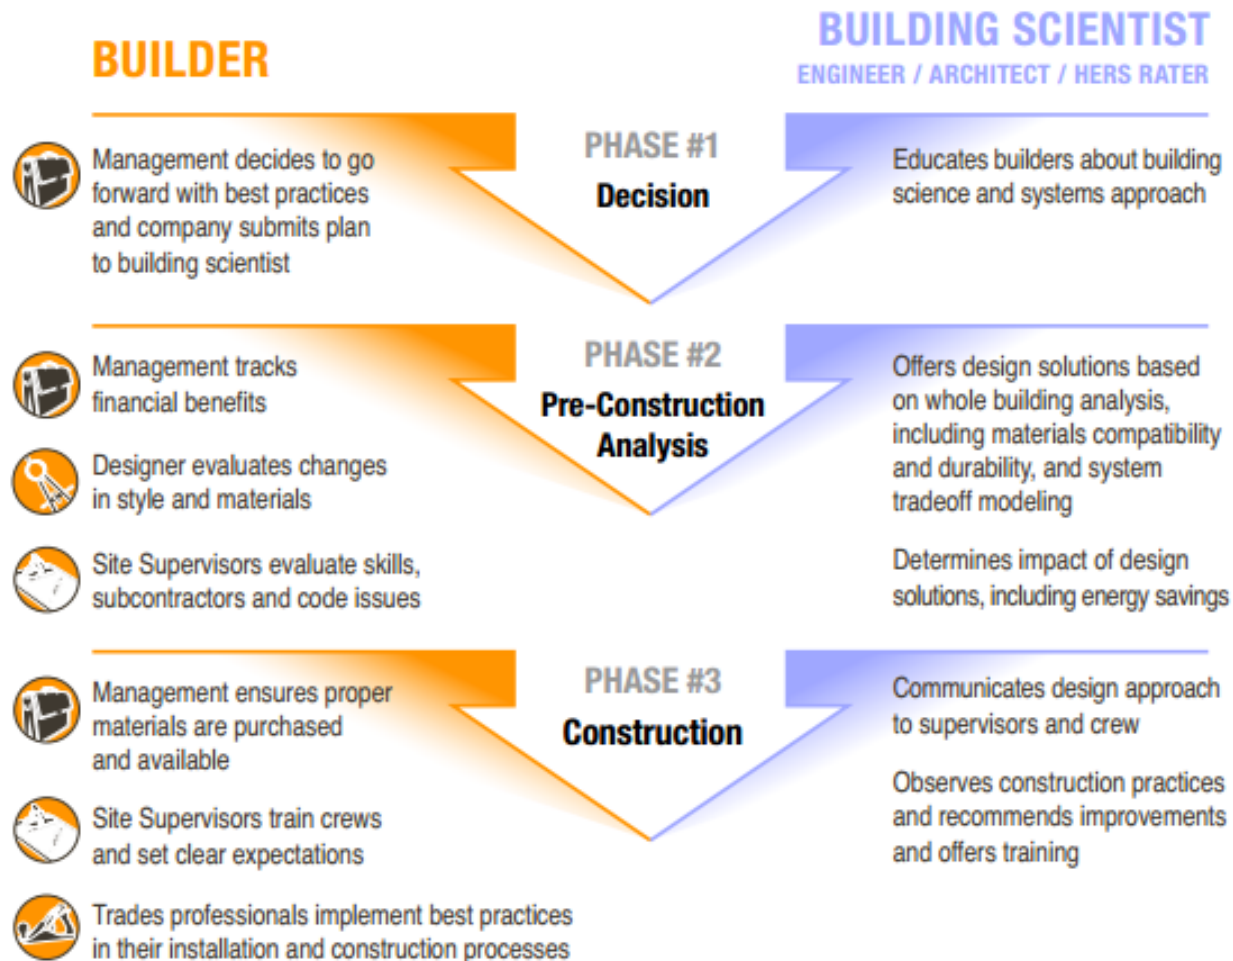 BUILDER
BUILDING SCIENTIST
ENGINEER / ARCHITECT / HERS RATER
Management decides to go
forward with best practices
and company submits plan
to building scientist
PHASE #1
Decision
Educates builders about building
science and systems approach
Management tracks
financial benefits
Designer evaluates changes
in style and materials
Site Supervisors evaluate skills,
subcontractors and code issues
PHASE #2
Pre-Construction
Analysis
Offers design solutions based
on whole building analysis,
including materials compatibility
and durability, and system
tradeoff modeling
Determines impact of design
solutions, including energy savings
Management ensures proper
materials are purchased
and available
Site Supervisors train crews
and set clear expectations
Trades professionals implement best practices
in their installation and construction processes
PHASE #3
Construction
Communicates design approach
to supervisors and crew
Observes construction practices
and recommends improvements
and offers training